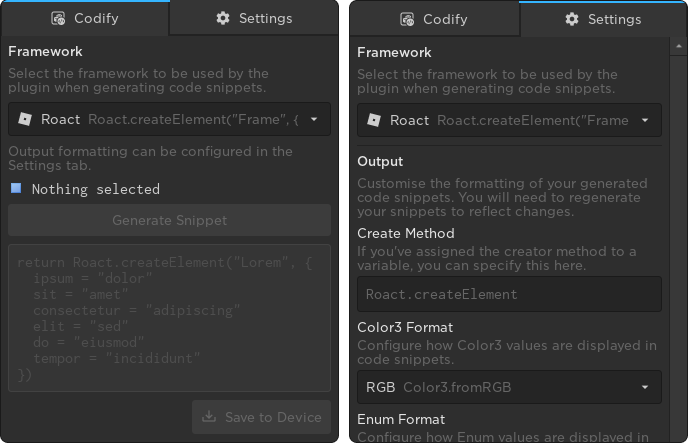 Codify
Settings
Framework
Select the framework to be used by the
plugin when generating code snippets.
Roact Roact.createElement("Frame", {
Output formatting can be configured in the
Settings tab.
Nothing selected
Generate Snippet
return Roact.createElement("Lorem", {
ipsum = "dolor"
sit = "amet"
consectetur = "adipiscing"
elit = "sed"
do = "eiusmod"
tempor = "incididunt"
})
Save to Device
Codify
Settings
Framework
Select the framework to be used by the
plugin when generating code snippets.
Roact Roact.createElement("Frame
Output
Customise the formatting of your generated
code snippets. You will need to regenerate
your snippets to reflect changes.
Create Method
If you've assigned the creator method to a
variable, you can specify this here.
Roact.createElement
Color3 Format
Configure how Color3 values are displayed in
code snippets.
RGB Color3.fromRGB
Enum Format
Configure how Enum values are displayed in